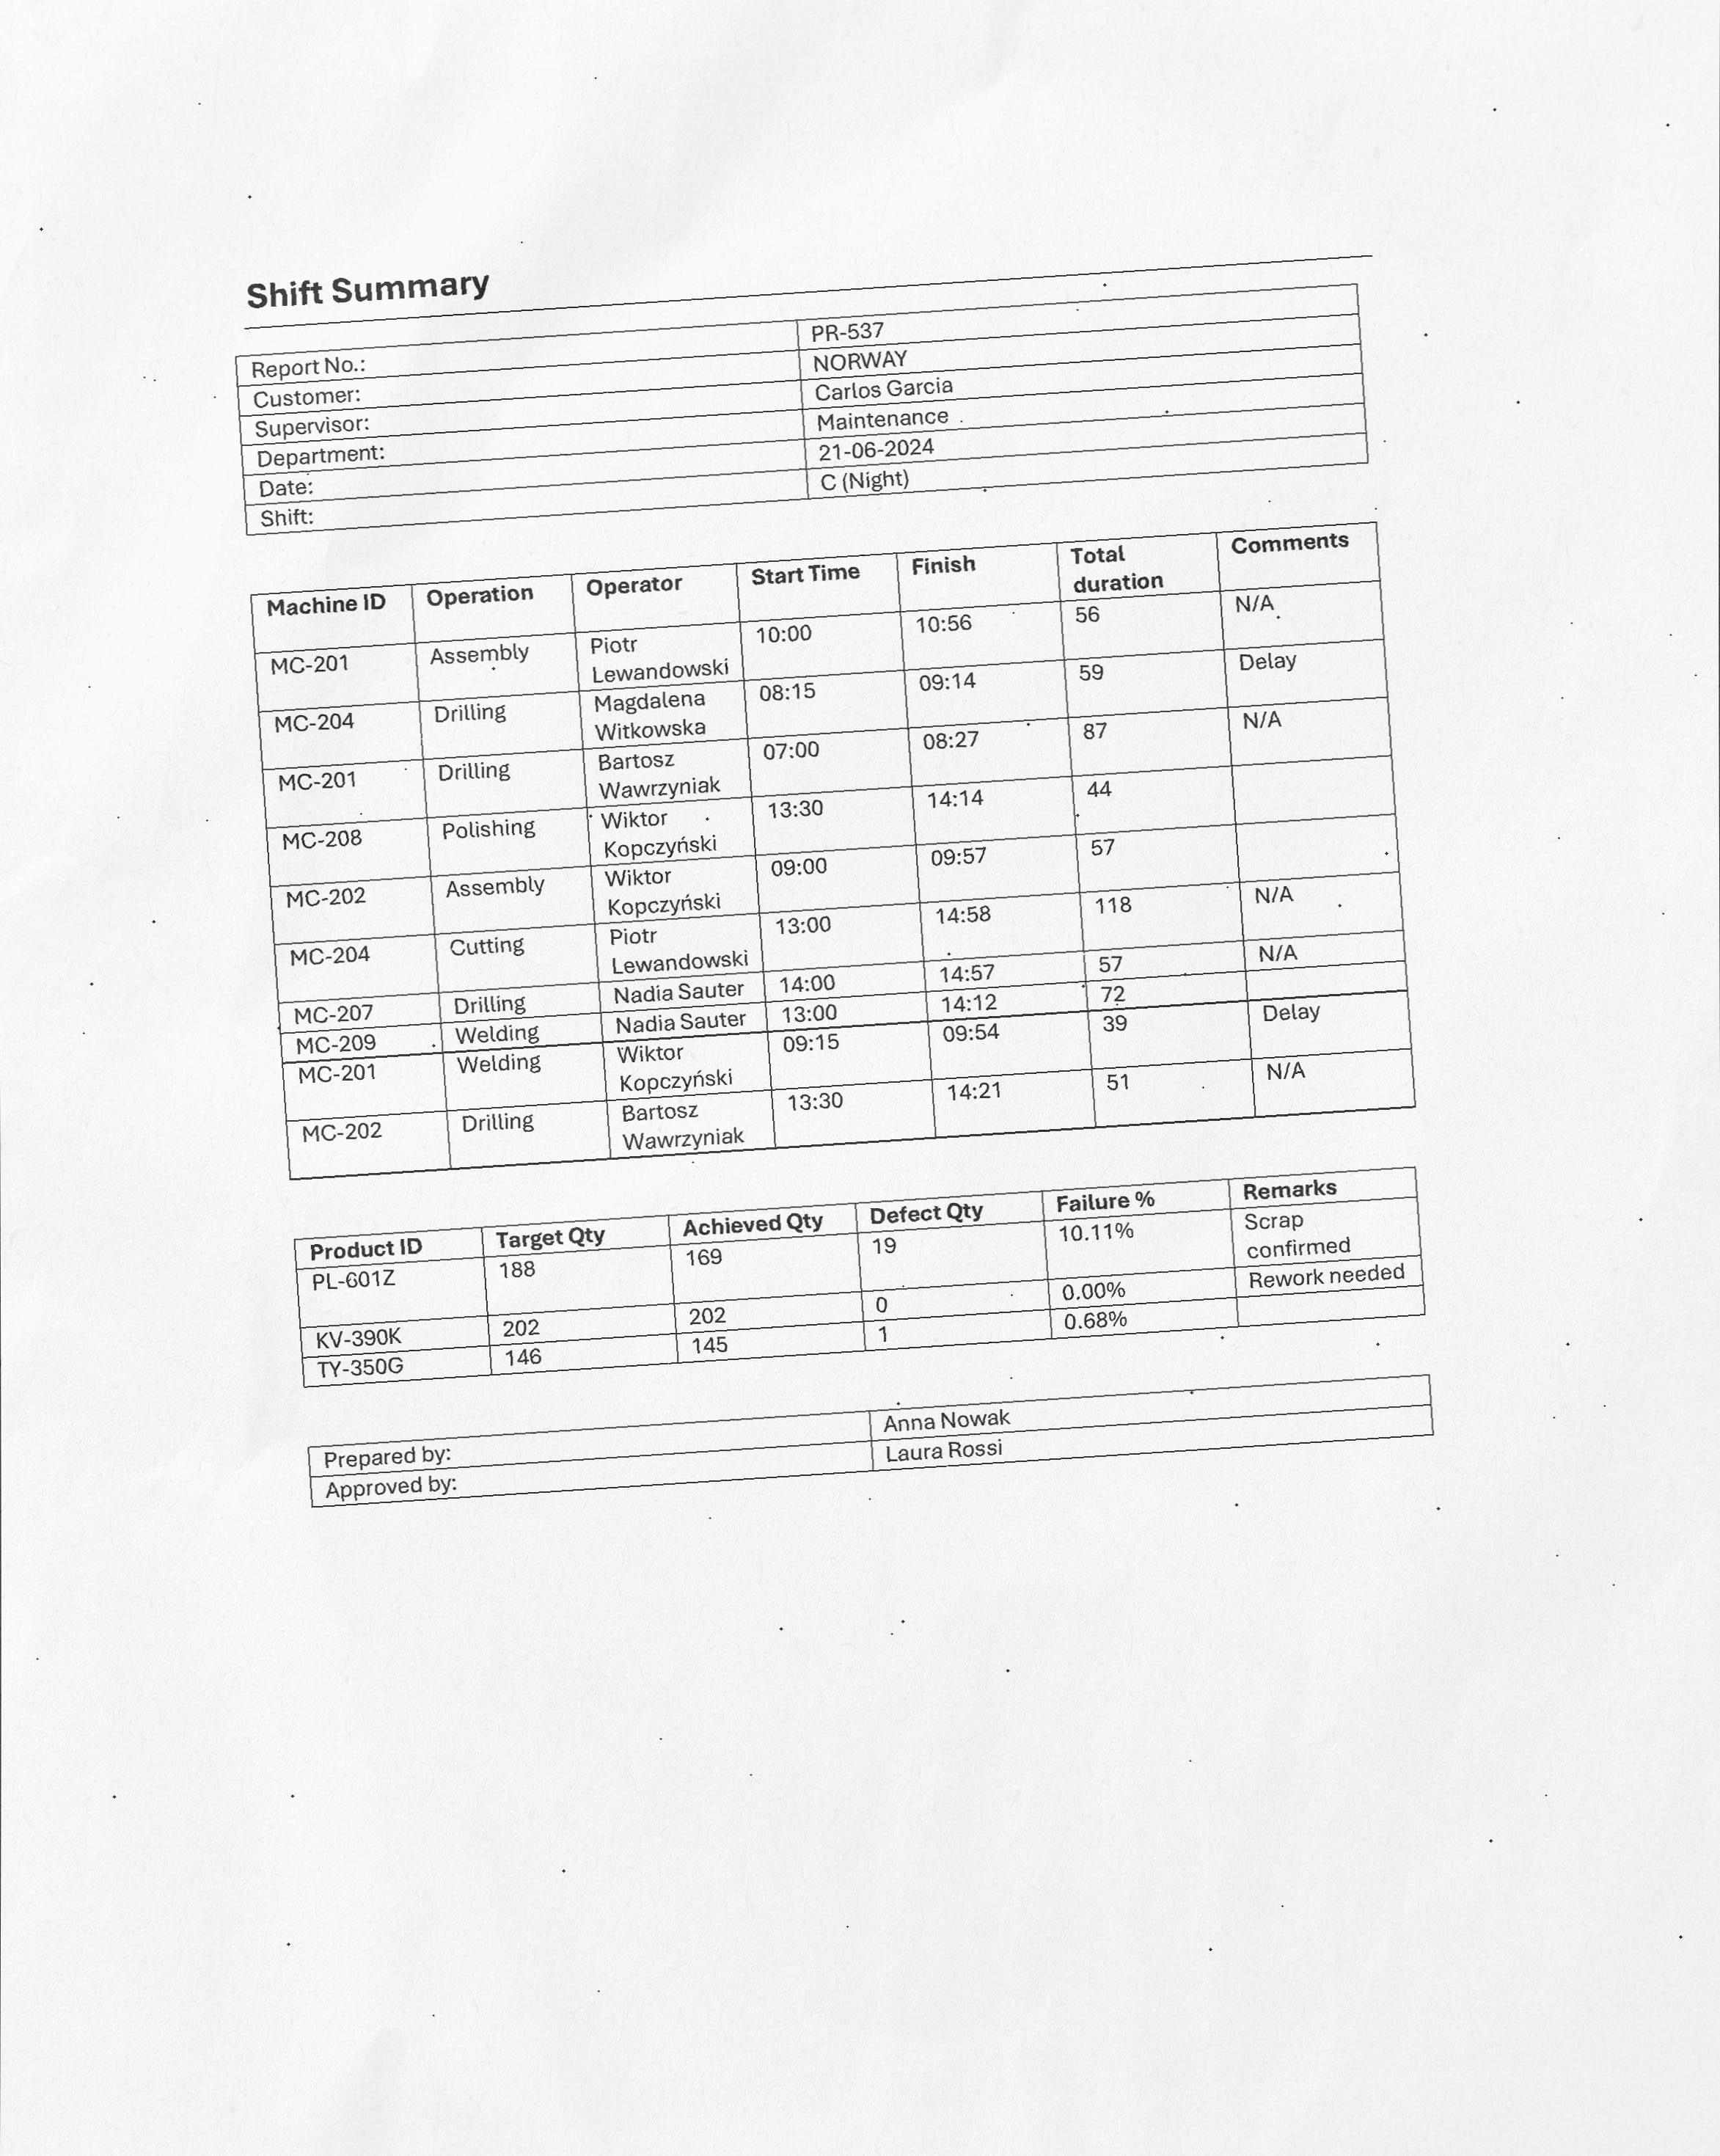 Shift Summary
Report No.: PR-537
Customer: NORWAY
Supervisor: Carlos Garcia
Department: Maintenance
Date: 21-06-2024
Shift: C (Night)
Machine ID Operation Operator Start Time Finish Total duration Comments
MC-201 Assembly Piotr Lewandowski 10:00 10:56 56 N/A
MC-204 Drilling Magdalena Witkowska 08:15 09:14 59 Delay
MC-201 Drilling Bartosz Wawrzyniak 07:00 08:27 87 N/A
MC-208 Polishing Wiktor Kopczyński 13:30 14:14 44
MC-202 Assembly Wiktor Kopczyński 09:00 09:57 57
MC-204 Cutting Piotr Lewandowski 13:00 14:58 118 N/A
MC-207 Drilling Nadia Sauter 14:00 14:57 57 N/A
MC-209 Welding Nadia Sauter 13:00 14:12 72
MC-201 Welding Wiktor Kopczyński 09:15 09:54 39 Delay
MC-202 Drilling Bartosz Wawrzyniak 13:30 14:21 51 N/A
Product ID Target Qty Achieved Qty Defect Qty Failure % Remarks
PL-601Z 188 169 19 10.11% Scrap confirmed
KV-390K 202 202 0 0.00% Rework needed
TY-350G 146 145 1 0.68%
Prepared by: Anna Nowak
Approved by: Laura Rossi